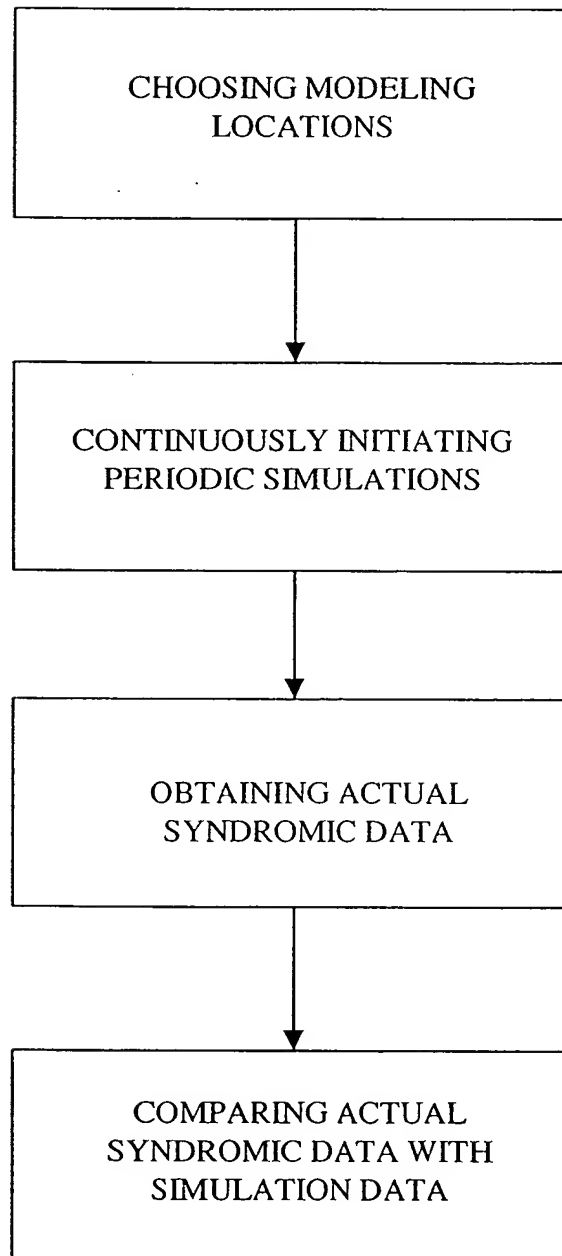 CHOOSING MODELING
LOCATIONS
CONTINUOUSLY INITIATING
PERIODIC SIMULATIONS
OBTAINING ACTUAL
SYNDROMIC DATA
COMPARING ACTUAL
SYNDROMIC DATA WITH
SIMULATION DATA